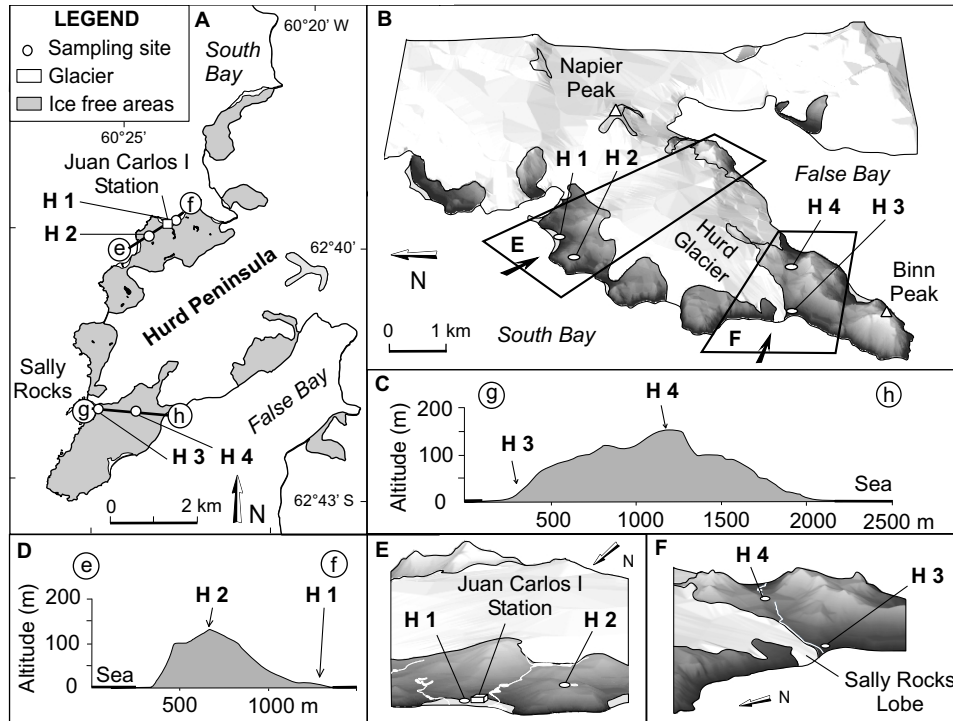 LEGEND
Sampling site
Glacier
Ice free areas
A
60°20' W
South
Bay
60°25'
Juan Carlos I
Station
H 1
f
H 2
e
62°40'
Hurd Peninsula
Sally
Rocks
g
h
False Bay
H 3
H 4
0 2 km
N
62°43' S
B
Napier
Peak
H 1
H 2
False Bay
H 4
H 3
E
Hurd
Glacier
N
Binn
Peak
0 1 km
South Bay
F
C
g
h
H 4
200
H 3
100
0
Altitude (m)
Sea
500 1000 1500 2000 2500 m
D
e
f
200
H 2
H 1
100
0
Altitude (m)
Sea
500 1000 m
E
N
Juan Carlos I
Station
H 1
H 2
F
H 4
N
H 3
Sally Rocks
Lobe
N